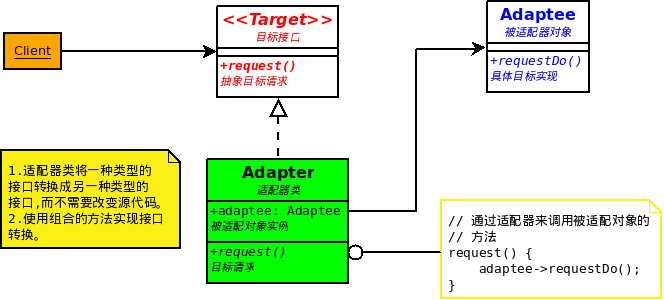 Client
<<Target>>
目标接口
+request()
抽象目标请求
Adaptee
被适配器对象
+requestDo()
具体目标实现
1.适配器类将一种类型的
接口转换成另一种类型的
接口,而不需要改变源代码。
2.使用组合的方法实现接口
转换。
Adapter
适配器类
+adaptee: Adaptee
被适配对象实例
+request()
目标请求
// 通过适配器来调用被适配对象的
// 方法
request() {
    adaptee->requestDo();
}